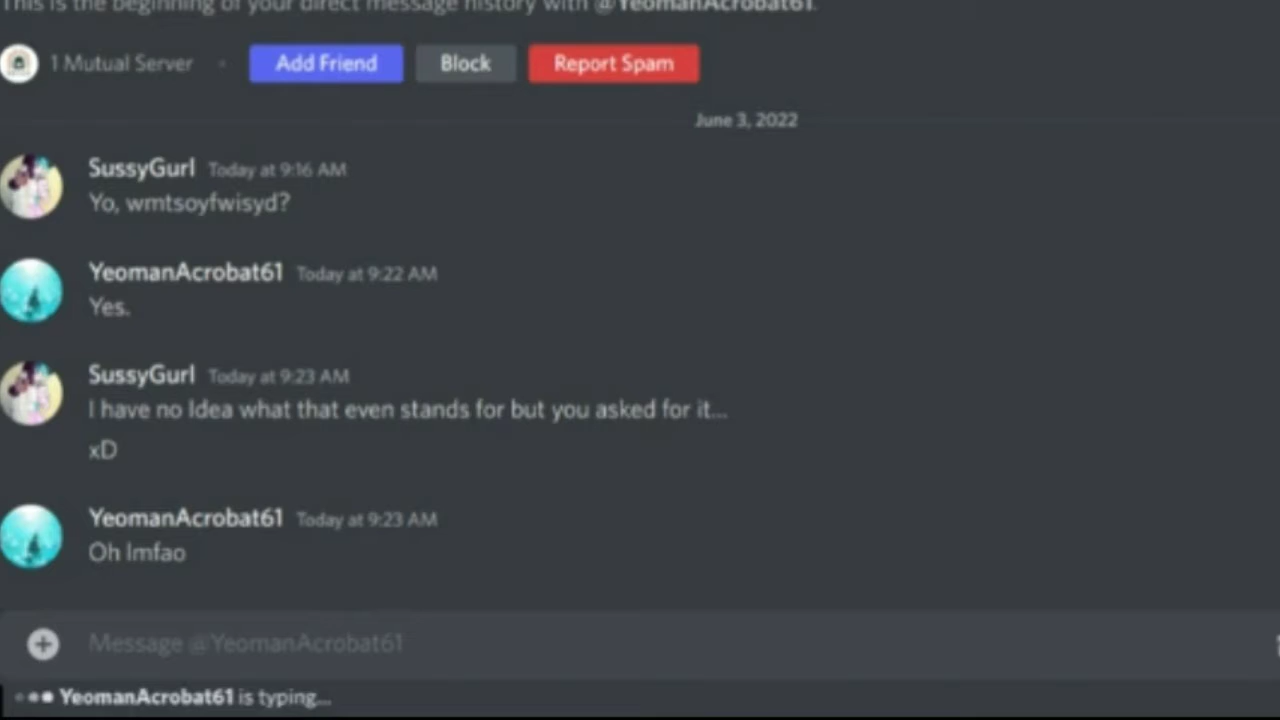 This is the beginning of your direct message history with @YeomanAcrobat61.
1 Mutual Server • Add Friend Block Report Spam
June 3, 2022
SussyGurl Today at 9:16 AM
Yo, wmtsoyfwisyd?
YeomanAcrobat61 Today at 9:22 AM
Yes.
SussyGurl Today at 9:23 AM
I have no Idea what that even stands for but you asked for it...
xD
YeomanAcrobat61 Today at 9:23 AM
Oh lmfao
Message @YeomanAcrobat61
YeomanAcrobat61 is typing...